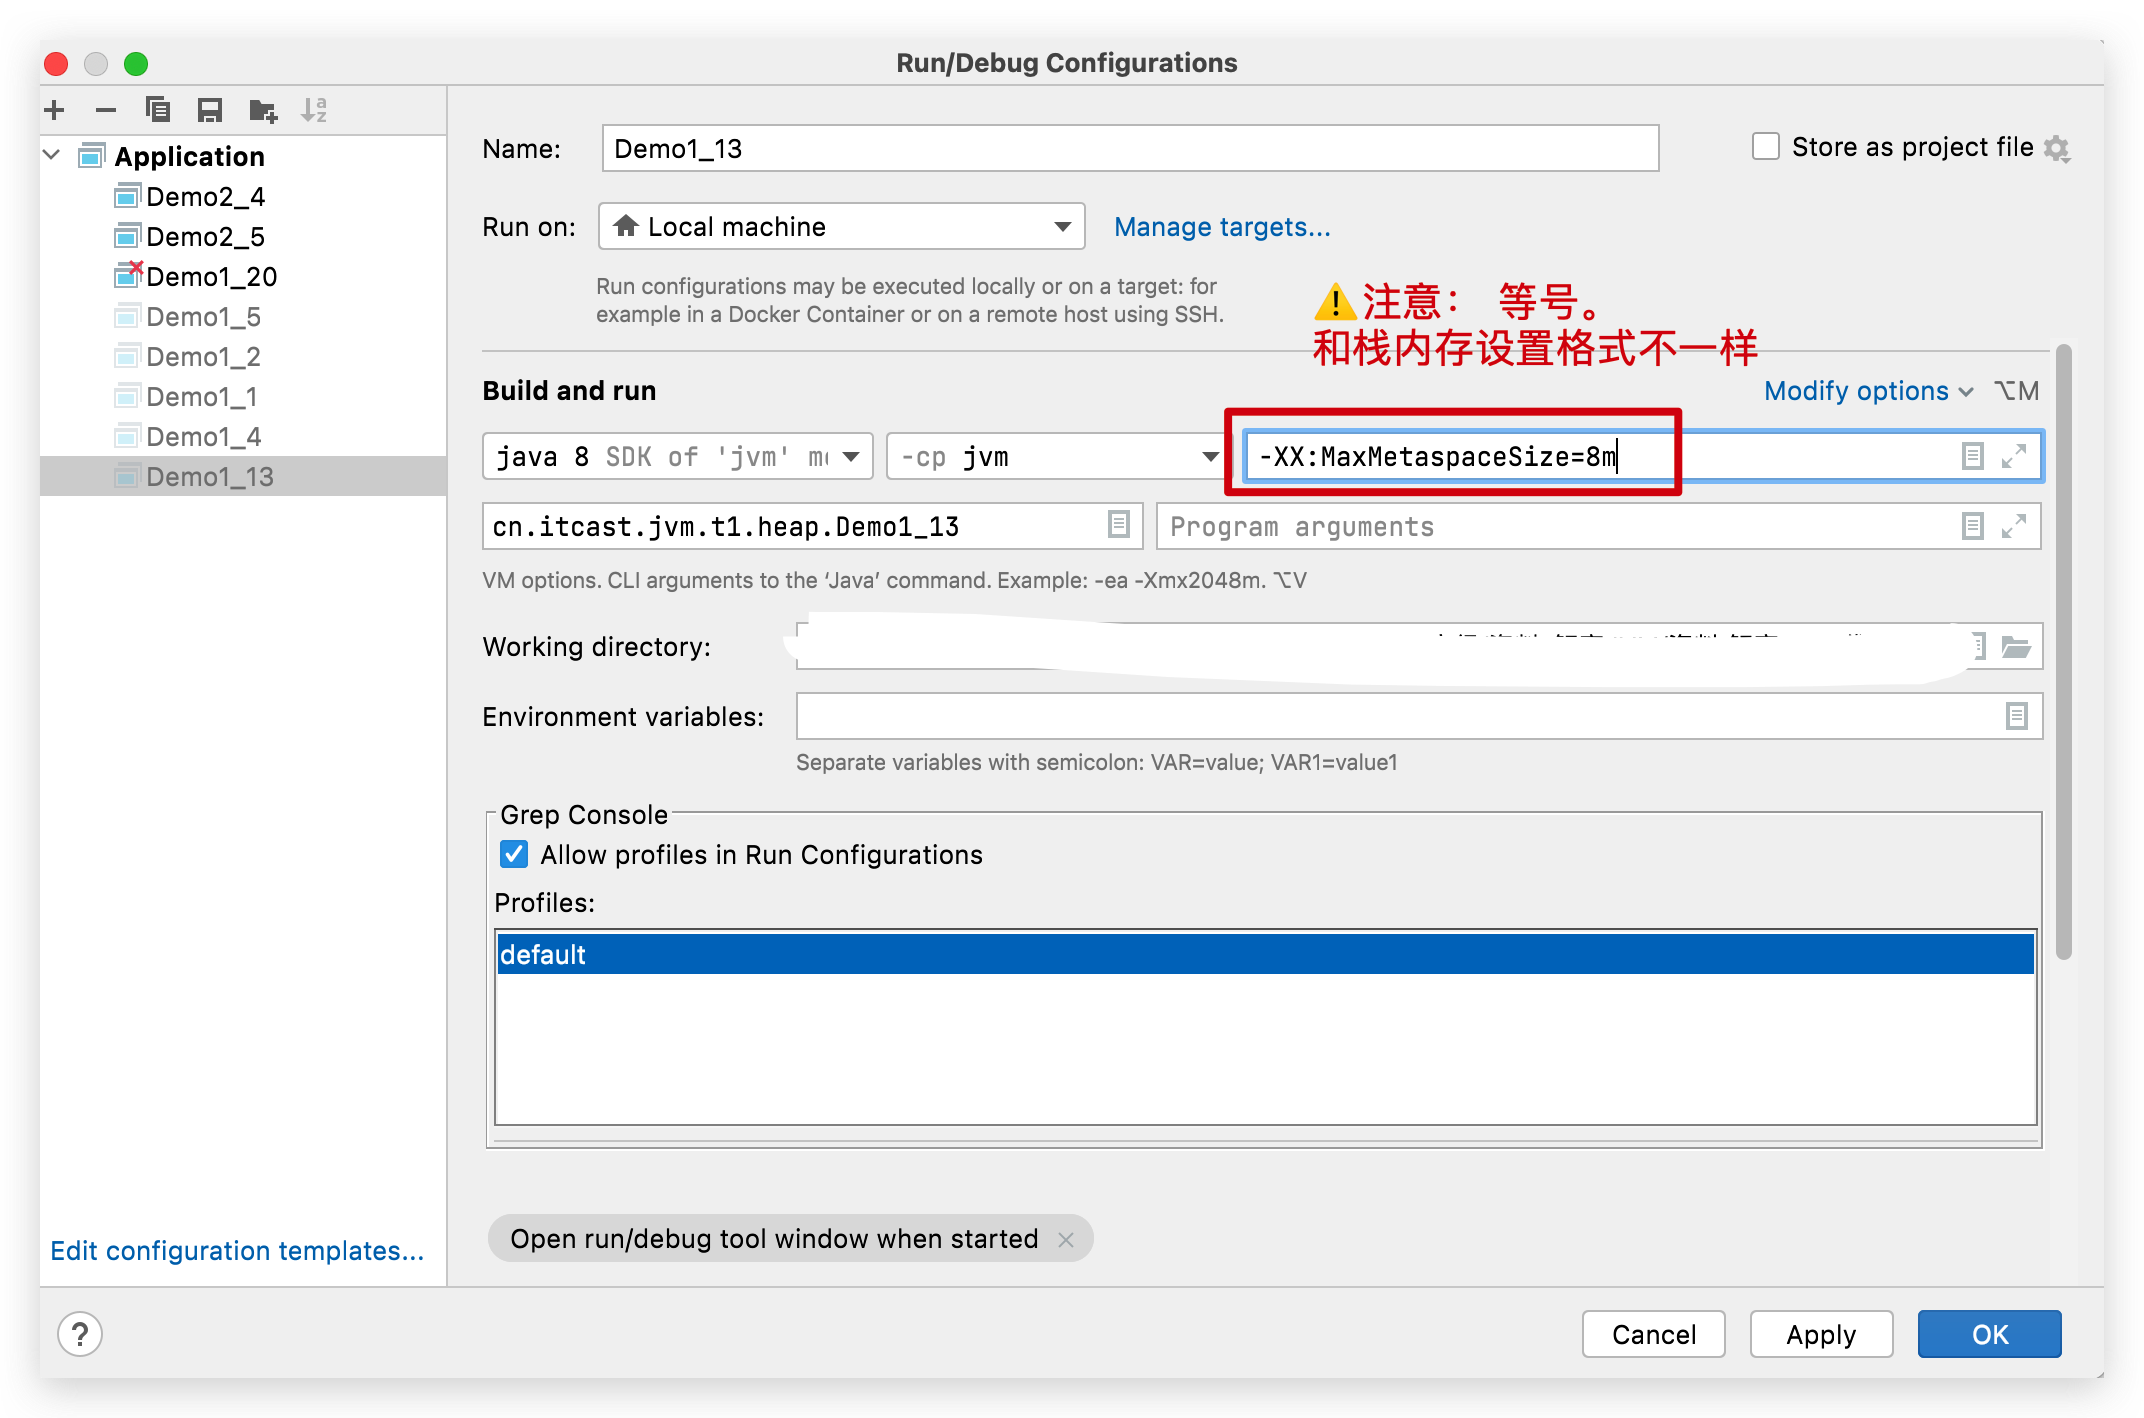 Run/Debug Configurations
Application
Demo2_4
Demo2_5
Demo1_20
Demo1_5
Demo1_2
Demo1_1
Demo1_4
Demo1_13
Edit configuration templates...
Name: Demo1_13
Store as project file
Run on: Local machine
Manage targets...
Run configurations may be executed locally or on a target: for
example in a Docker Container or on a remote host using SSH.
⚠️注意： 等号。
和栈内存设置格式不一样
Build and run
Modify options ⌥M
java 8 SDK of 'jvm'
-cp jvm
-XX:MaxMetaspaceSize=8m
cn.itcast.jvm.t1.heap.Demo1_13
Program arguments
VM options. CLI arguments to the ‘Java’ command. Example: -ea -Xmx2048m. ⌥V
Working directory:
Environment variables:
Separate variables with semicolon: VAR=value; VAR1=value1
Grep Console
Allow profiles in Run Configurations
Profiles:
default
Open run/debug tool window when started
?
Cancel
Apply
OK